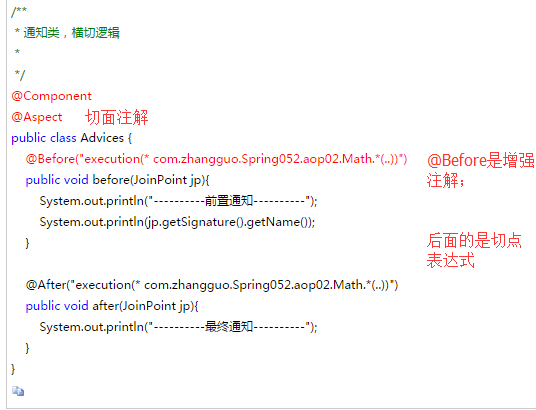 /**
* 通知类，横切逻辑
*
*/
@Component
@Aspect 切面注解
public class Advices {
@Before("execution(* com.zhangguo.Spring052.aop02.Math.*(..))") @Before是增强
注解；
public void before(JoinPoint jp){
System.out.println("----------前置通知----------");
System.out.println(jp.getSignature().getName());
}
后面的是切点
表达式
@After("execution(* com.zhangguo.Spring052.aop02.Math.*(..))")
public void after(JoinPoint jp){
System.out.println("----------最终通知----------");
}
}